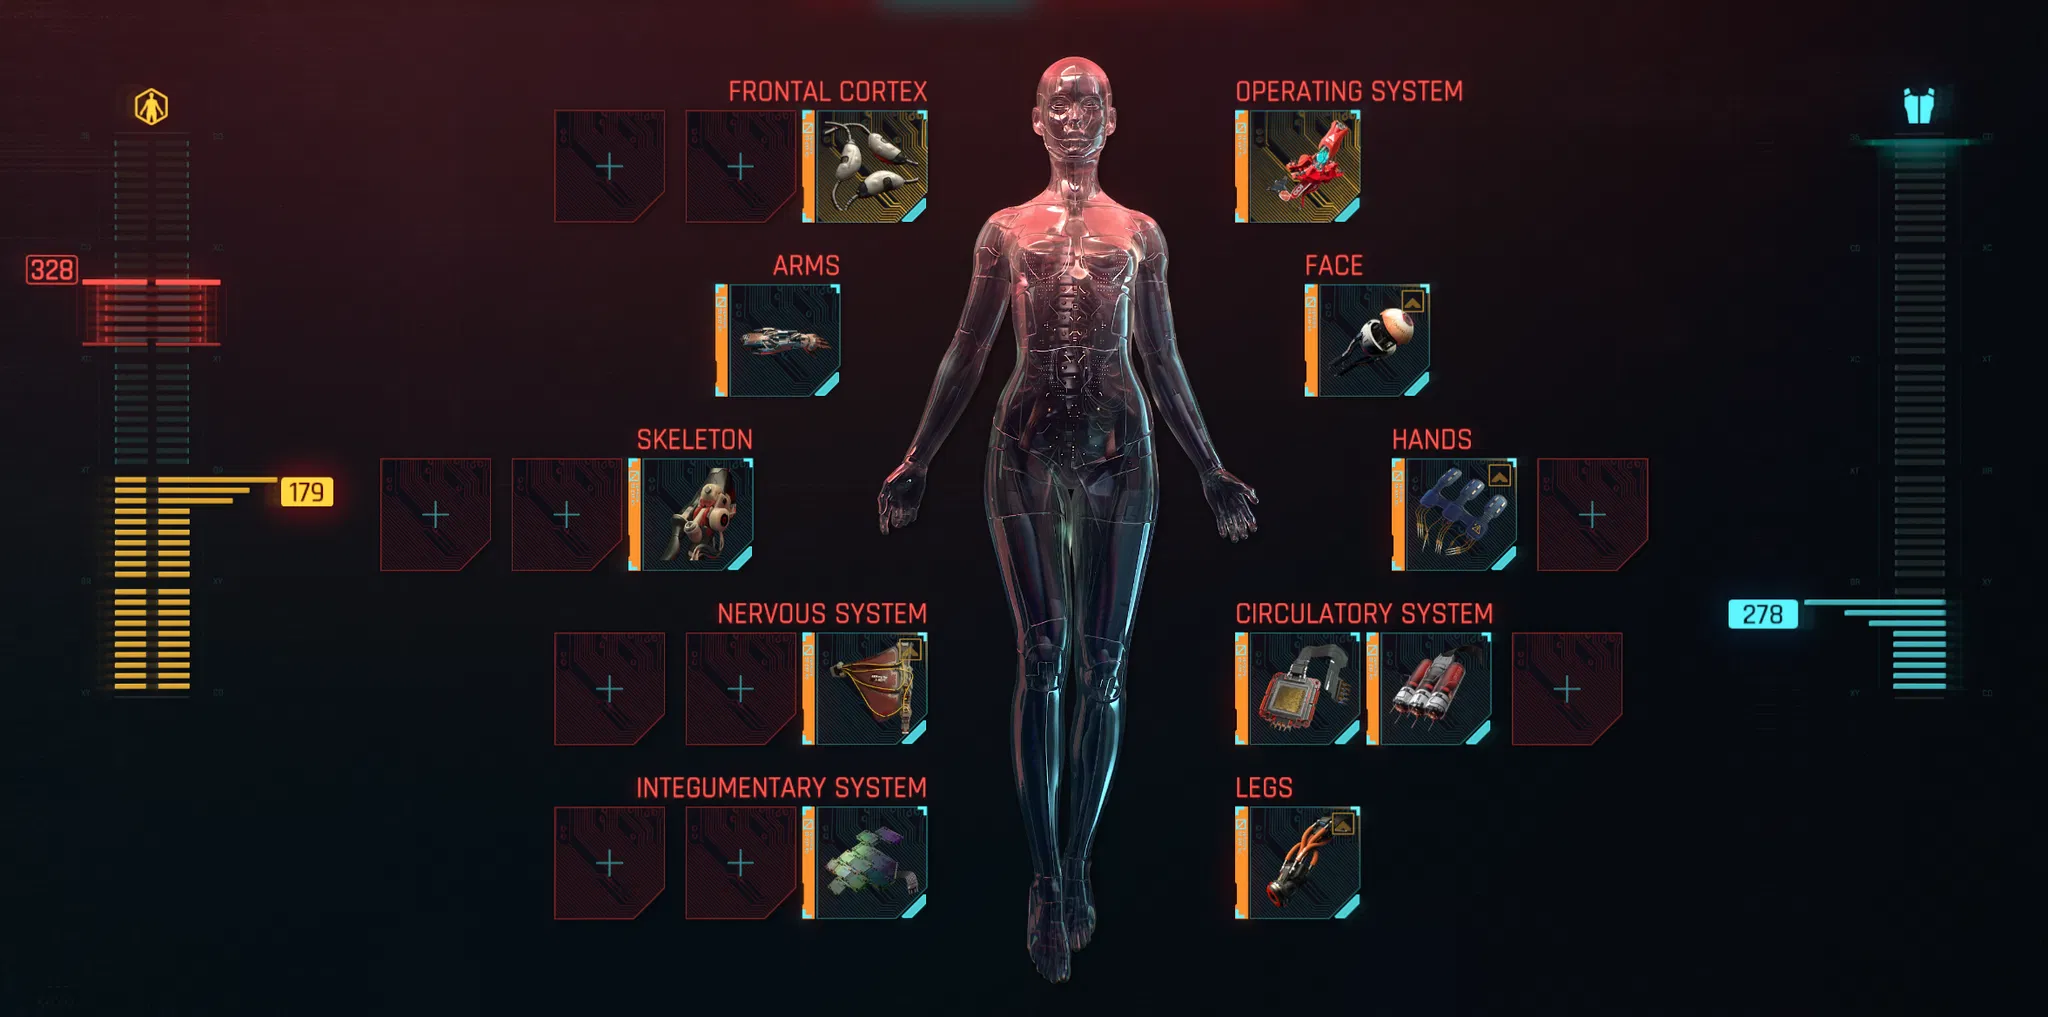 FRONTAL CORTEX
OPERATING SYSTEM
ARMS
FACE
328
SKELETON
HANDS
179
NERVOUS SYSTEM
CIRCULATORY SYSTEM
278
INTEGUMENTARY SYSTEM
LEGS